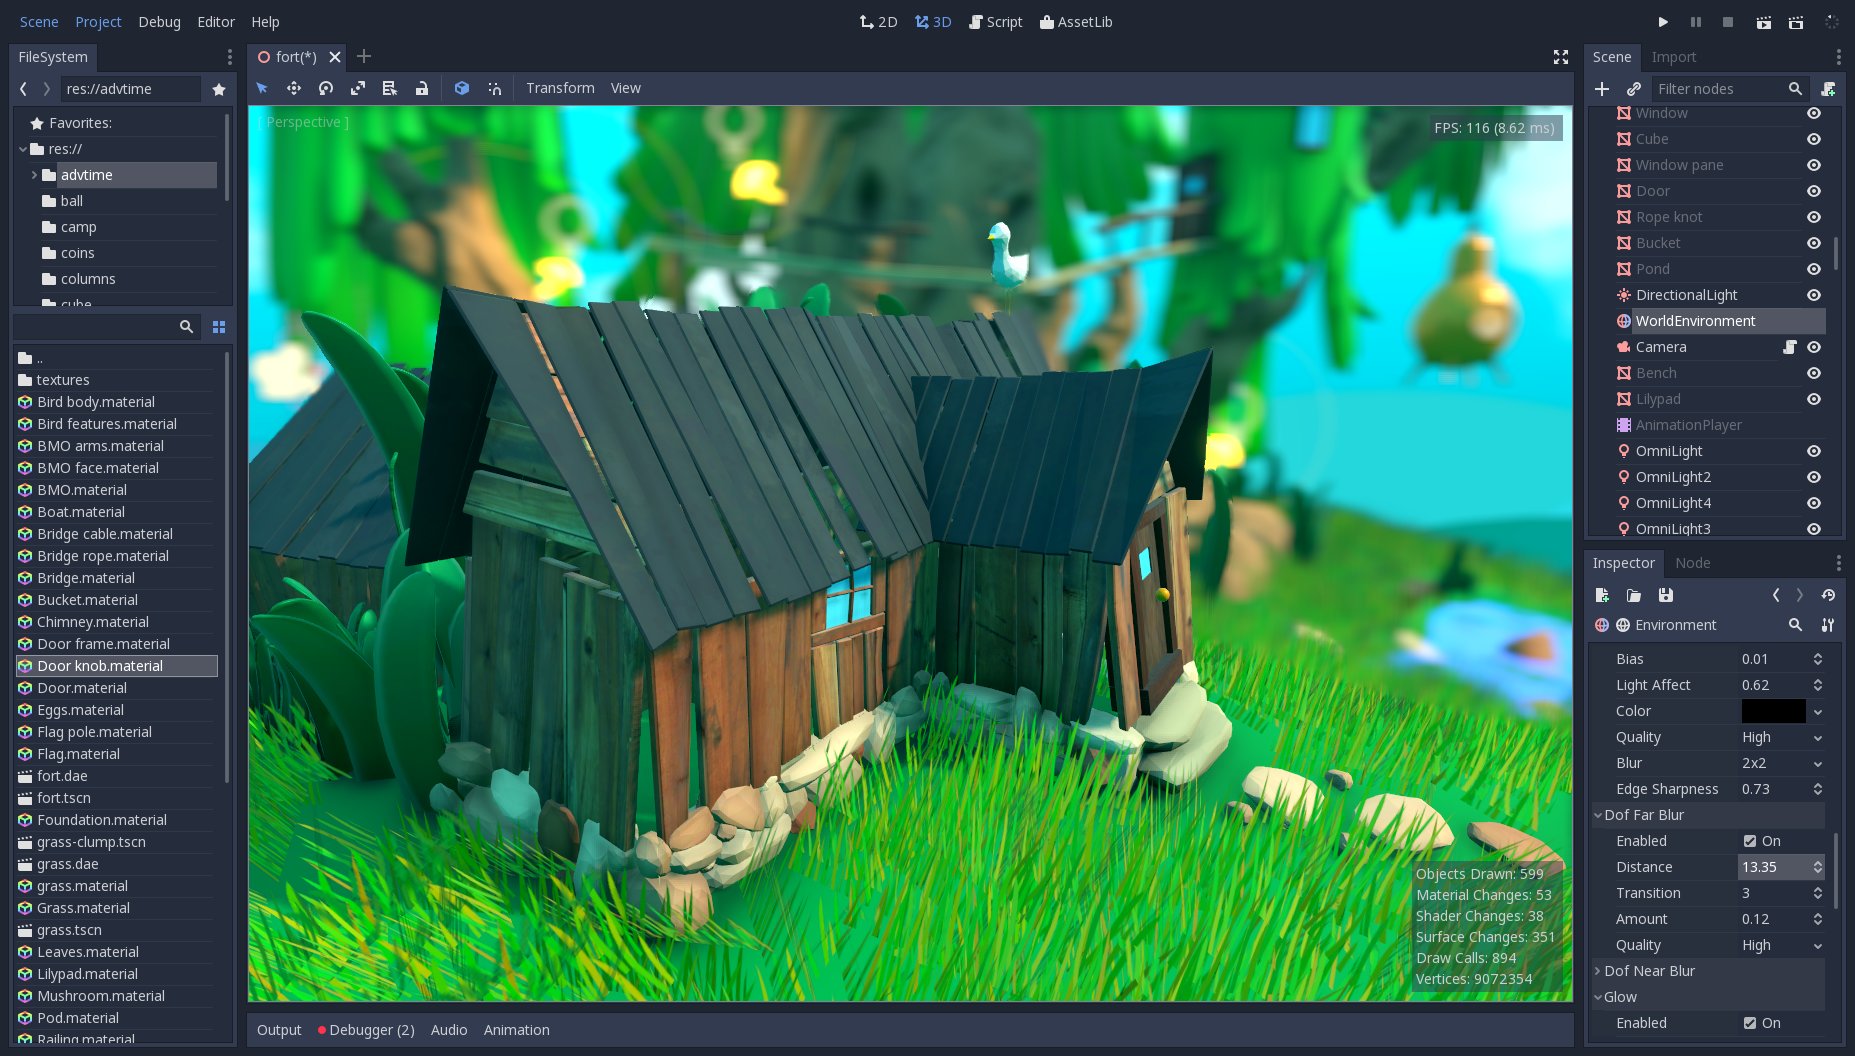 Scene Project Debug Editor Help
2D 3D Script AssetLib
FileSystem
res://advtime
Favorites:
res://
advtime
ball
camp
coins
columns
cube
..
textures
Bird body.material
Bird features.material
BMO arms.material
BMO face.material
BMO.material
Boat.material
Bridge cable.material
Bridge rope.material
Bridge.material
Bucket.material
Chimney.material
Door frame.material
Door knob.material
Door.material
Eggs.material
Flag pole.material
Flag.material
fort.dae
fort.tscn
Foundation.material
grass-clump.tscn
grass.dae
grass.material
Grass.material
grass.tscn
Leaves.material
Lilypad.material
Mushroom.material
Pod.material
Railing.material
fort(*)
Transform View
[ Perspective ]
FPS: 116 (8.62 ms)
Objects Drawn: 599
Material Changes: 53
Shader Changes: 38
Surface Changes: 351
Draw Calls: 894
Vertices: 9072354
Output Debugger (2) Audio Animation
Scene Import
Filter nodes
Window
Cube
Window pane
Door
Rope knot
Bucket
Pond
DirectionalLight
WorldEnvironment
Camera
Bench
Lilypad
AnimationPlayer
OmniLight
OmniLight2
OmniLight4
OmniLight3
Inspector Node
Environment
Bias 0.01
Light Affect 0.62
Color
Quality High
Blur 2x2
Edge Sharpness 0.73
Dof Far Blur
Enabled On
Distance 13.35
Transition 3
Amount 0.12
Quality High
Dof Near Blur
Glow
Enabled On